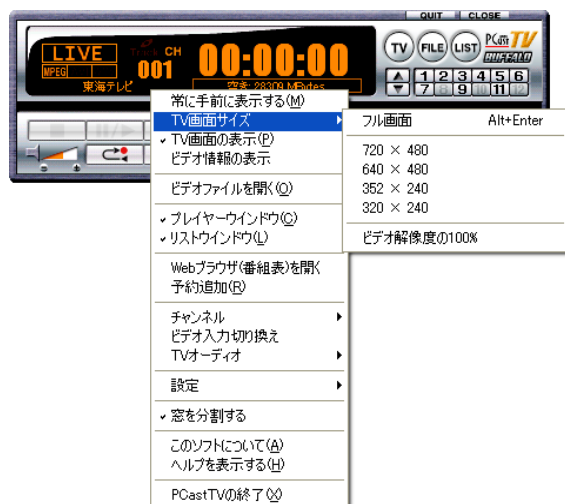 QUIT CLOSE
LIVE
MPEG
CH
001
00:00:00
東海テレビ
空き: 28309 MBytes
TV FILE LIST
PCast TV
BUFFALO
1 2 3 4 5 6
7 8 9 10 11 12
常に手前に表示する(M)
TV画面サイズ
TV画面の表示(P)
ビデオ情報の表示
ビデオファイルを開く(O)
プレイヤーウインドウ(C)
リストウインドウ(L)
Webブラウザ(番組表)を開く
予約追加(R)
チャンネル
ビデオ入力切り換え
TVオーディオ
設定
窓を分割する
このソフトについて(A)
ヘルプを表示する(H)
PCastTVの終了(X)
フル画面 Alt+Enter
720 × 480
640 × 480
352 × 240
320 × 240
ビデオ解像度の100%